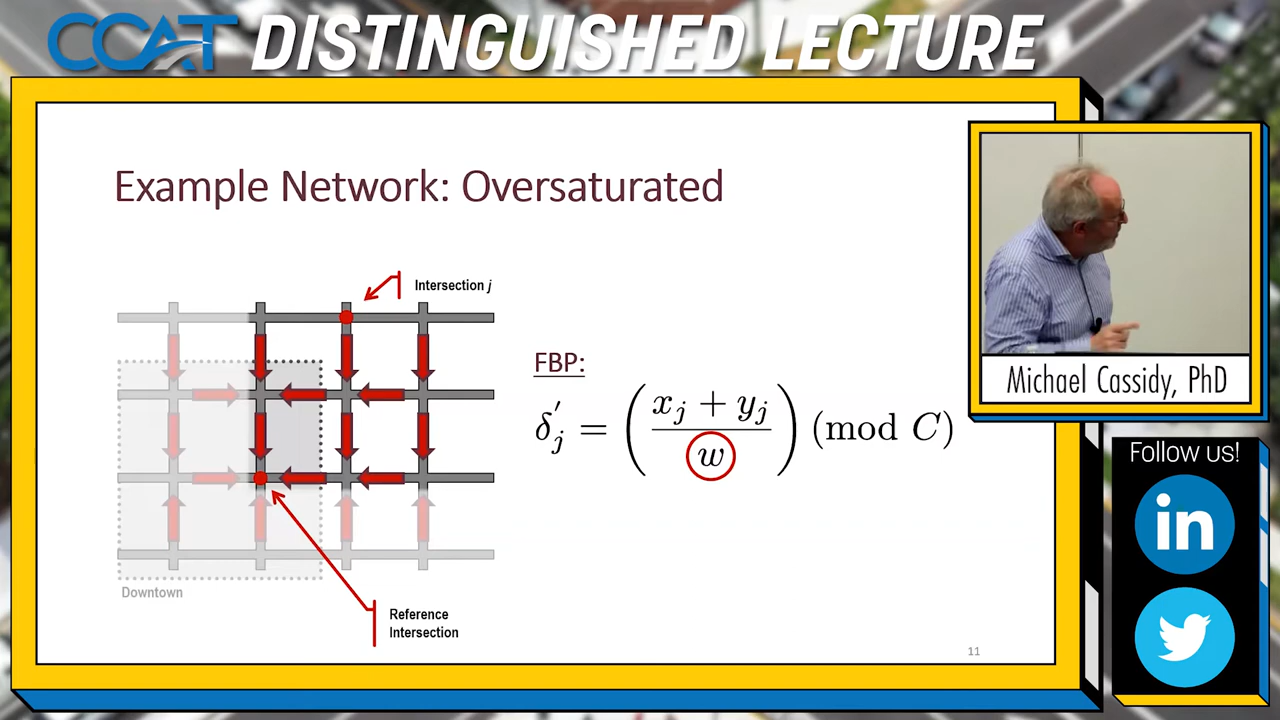 CCAT DISTINGUISHED LECTURE
Example Network: Oversaturated
Intersection j
FBP:
δ′j = (xj + yj / w) (mod C)
Downtown
Reference
Intersection
11
Michael Cassidy, PhD
Follow us!
in